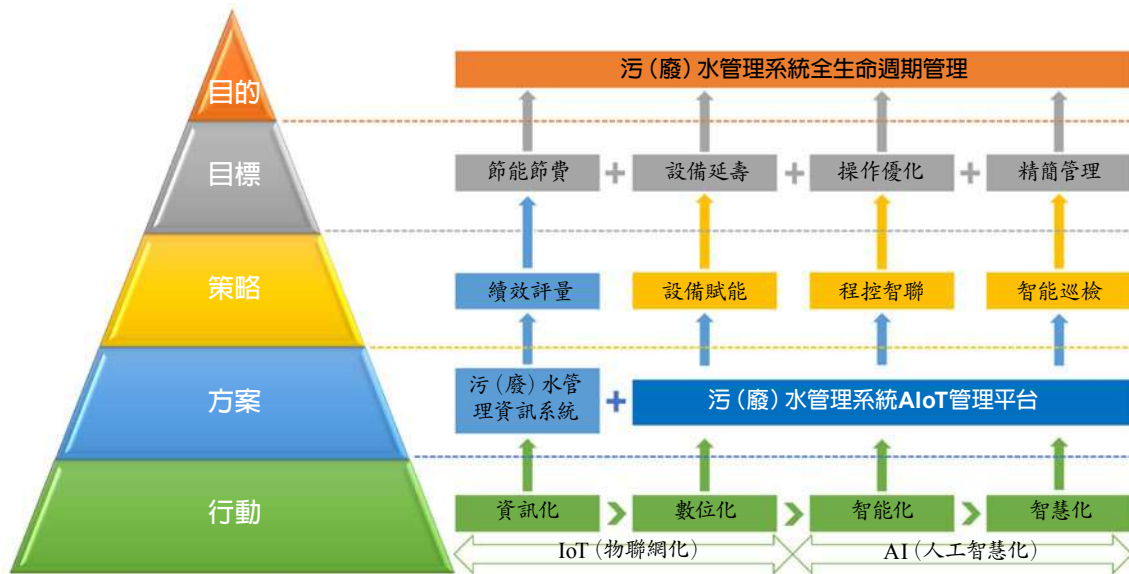 目的
污(廢)水管理系統全生命週期管理
目標
節能節費 + 設備延壽 + 操作優化 + 精簡管理
策略
績效評量 設備賦能 程控智聯 智能巡檢
方案
污(廢)水管
理資訊系統
+
污(廢)水管理系統AIoT管理平台
行動
資訊化 數位化 智能化 智慧化
IoT(物聯網化) AI(人工智慧化)